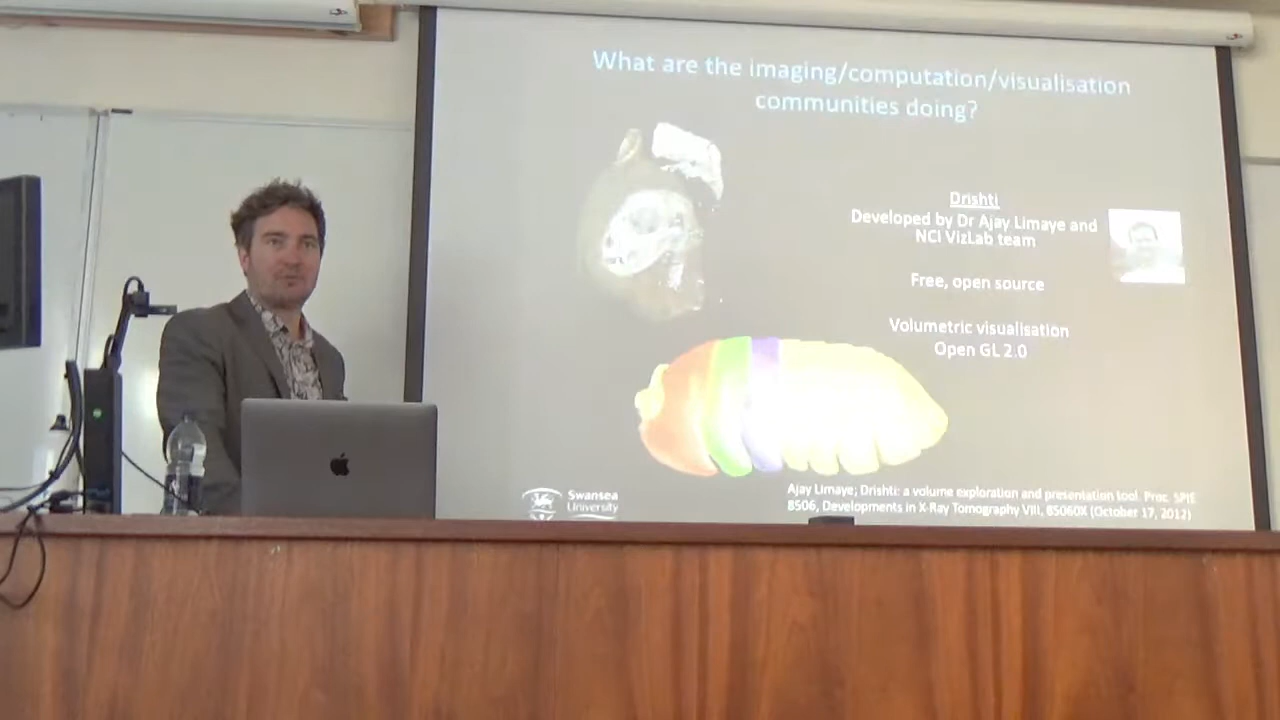 What are the imaging/computation/visualisation
communities doing?
Drishti
Developed by Dr Ajay Limaye and
NCI VizLab team
Free, open source
Volumetric visualisation
Open GL 2.0
Swansea
University
Ajay Limaye; Drishti: a volume exploration and presentation tool. Proc. SPIE
8506, Developments in X-Ray Tomography VIII, 85060X (October 17, 2012)